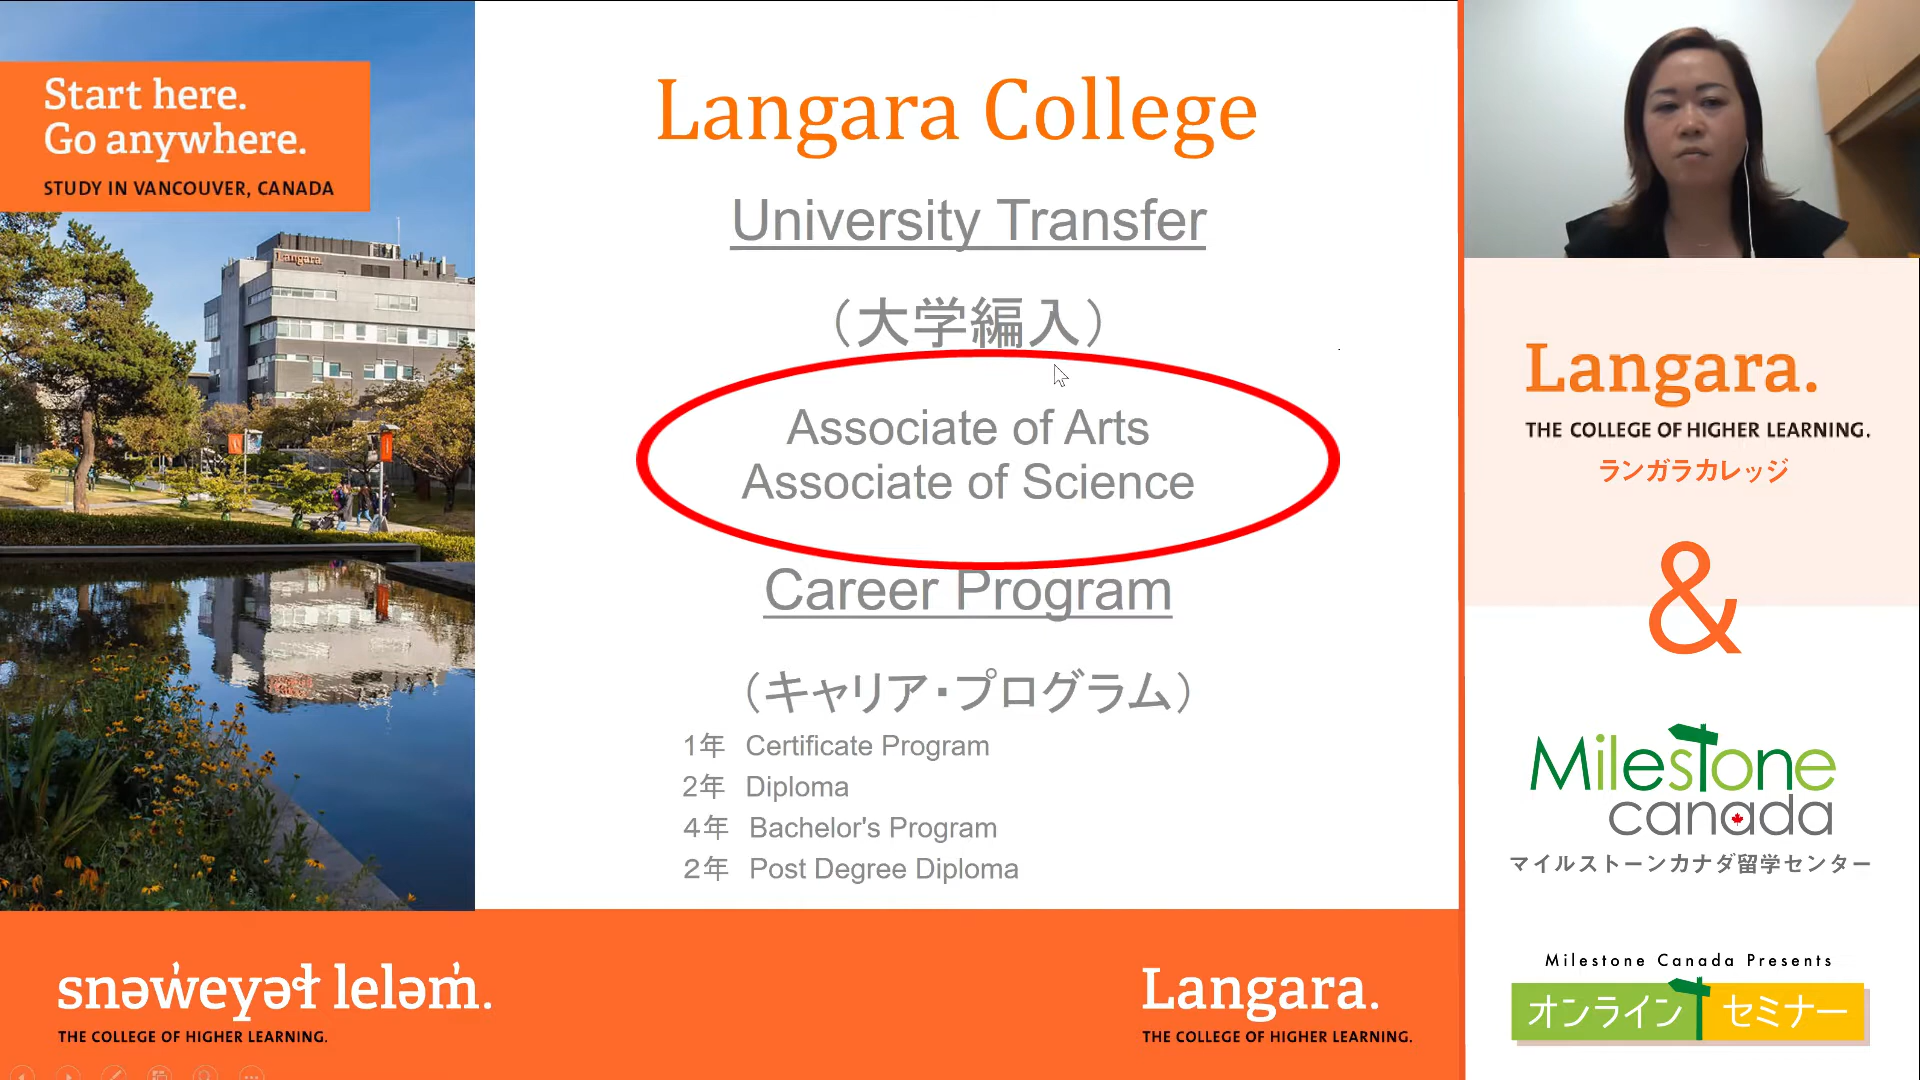 Start here.
Go anywhere.
STUDY IN VANCOUVER, CANADA
Langara.
Langara College
University Transfer
（大学編入）
Associate of Arts
Associate of Science
Career Program
（キャリア・プログラム）
1年 Certificate Program
2年 Diploma
４年 Bachelor's Program
２年 Post Degree Diploma
snəw̓eyəɬ leləm̓.
THE COLLEGE OF HIGHER LEARNING.
Langara.
THE COLLEGE OF HIGHER LEARNING.
Langara.
THE COLLEGE OF HIGHER LEARNING.
ランガラカレッジ
&
Milestone
canada
マイルストーンカナダ留学センター
Milestone Canada Presents
オンラインセミナー